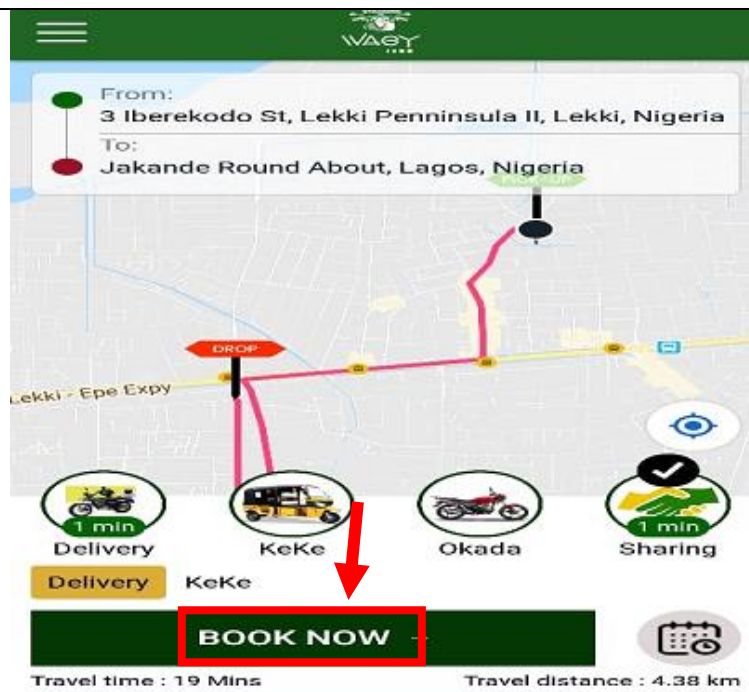 WAGY
From:
3 Iberekodo St, Lekki Penninsula II, Lekki, Nigeria
To:
Jakande Round About, Lagos, Nigeria
PICK-UP
DROP
Lekki - Epe Expy
1 min
1 min
Delivery KeKe Okada Sharing
Delivery KeKe
BOOK NOW
Travel time : 19 Mins Travel distance : 4.38 km